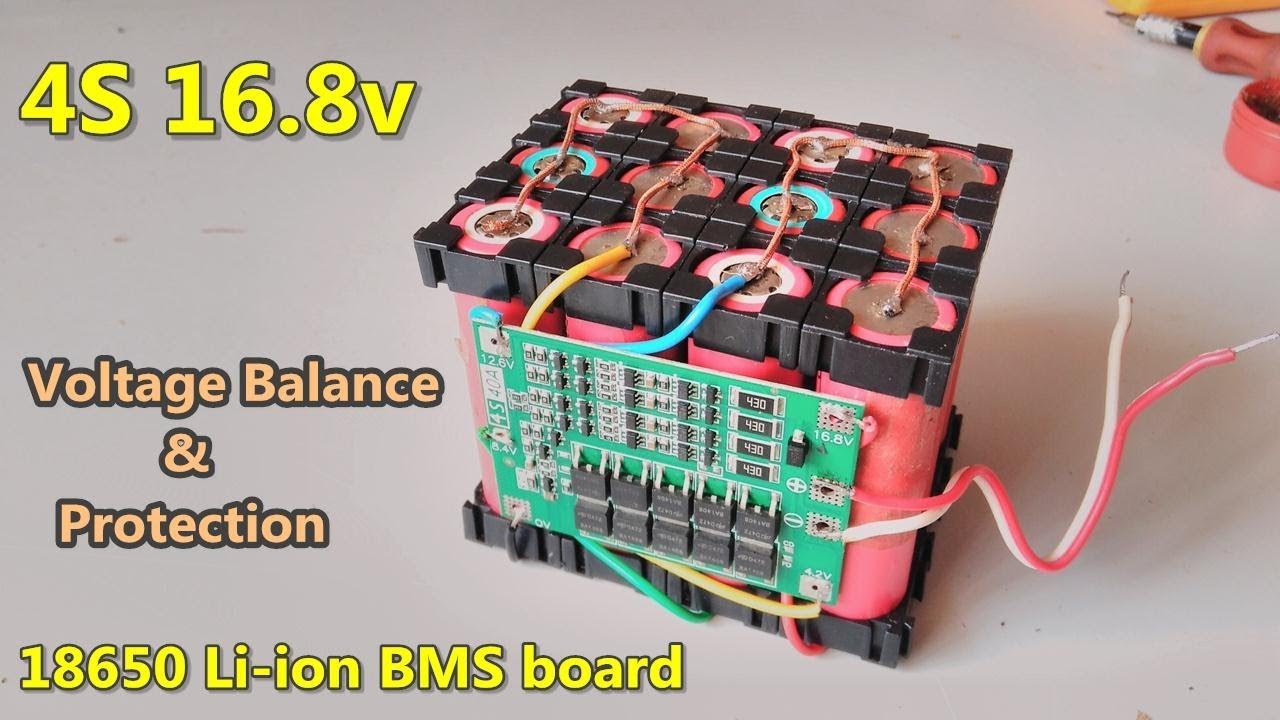 4S 16.8v
12.6V
4S 40A
16.8V
430
430
430
430
8.4V
Voltage Balance
&
Protection
0V
4.2V
18650 Li-ion BMS board